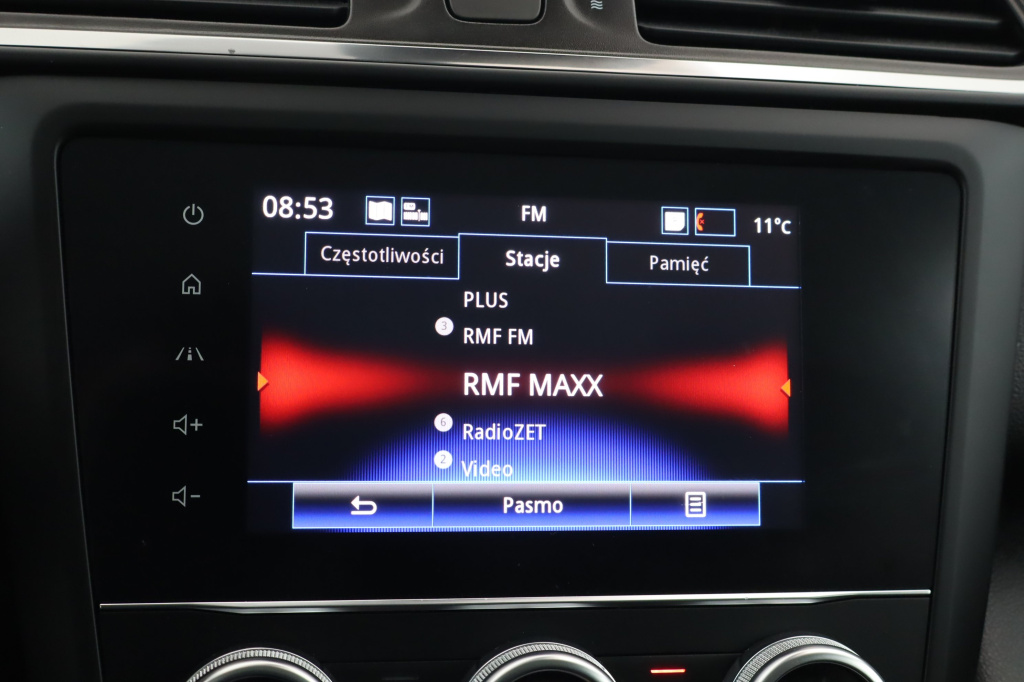 08:53 FM 11°C
Częstotliwości Stacje Pamięć
PLUS
3 RMF FM
RMF MAXX
6 RadioZET
2 Video
Pasmo